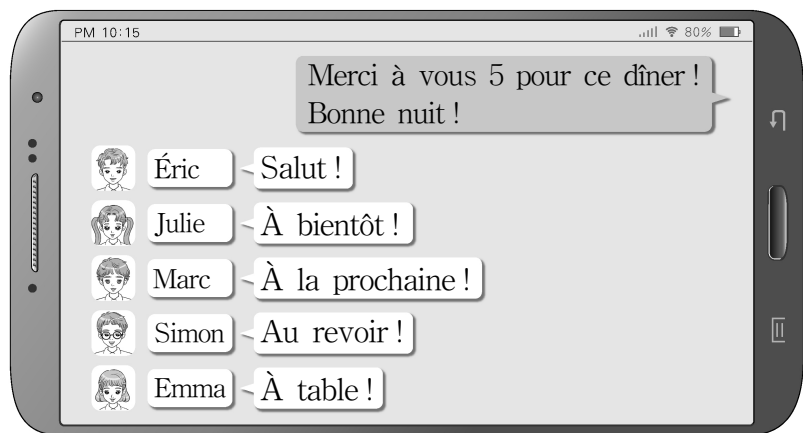 PM 10:15 80%
Merci à vous 5 pour ce dîner !
Bonne nuit !
Éric Salut !
Julie À bientôt !
Marc À la prochaine !
Simon Au revoir !
Emma À table !